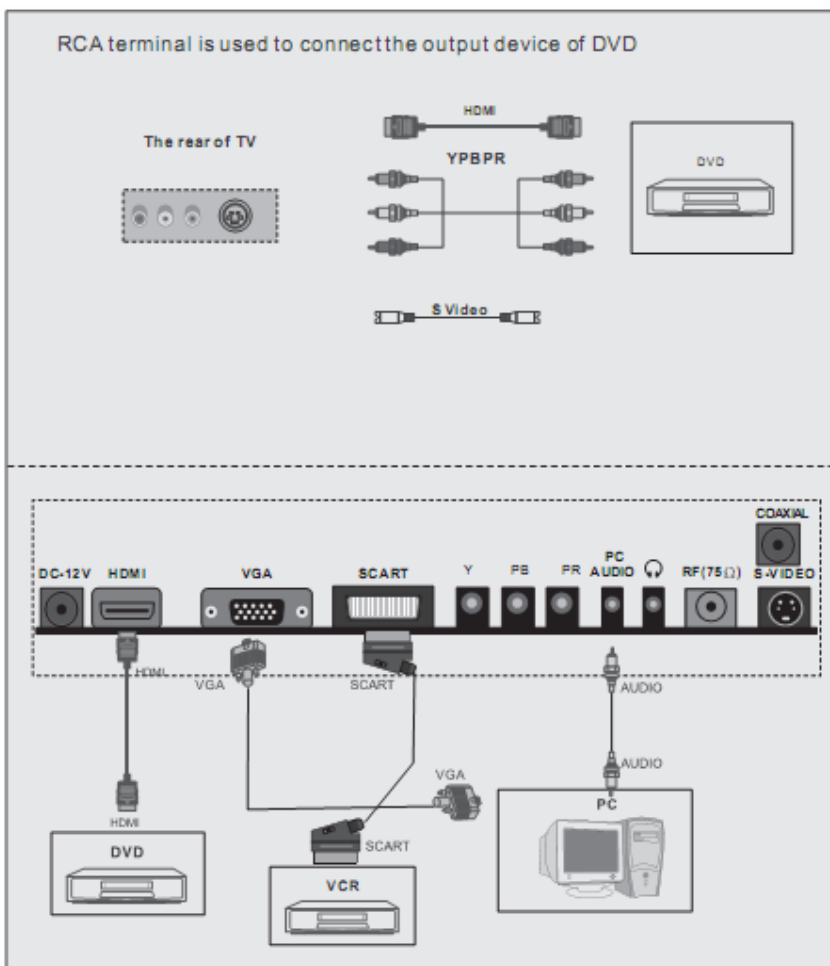 RCA terminal is used to connect the output device of DVD
HDMI
The rear of TV
YPBPR
DVD
S Video
COAXIAL
DC-12V HDMI VGA SCART Y PB PR PC AUDIO RF(75Ω) S-VIDEO
HDMI
VGA
SCART
AUDIO
VGA
AUDIO
HDMI
PC
SCART
DVD
VCR